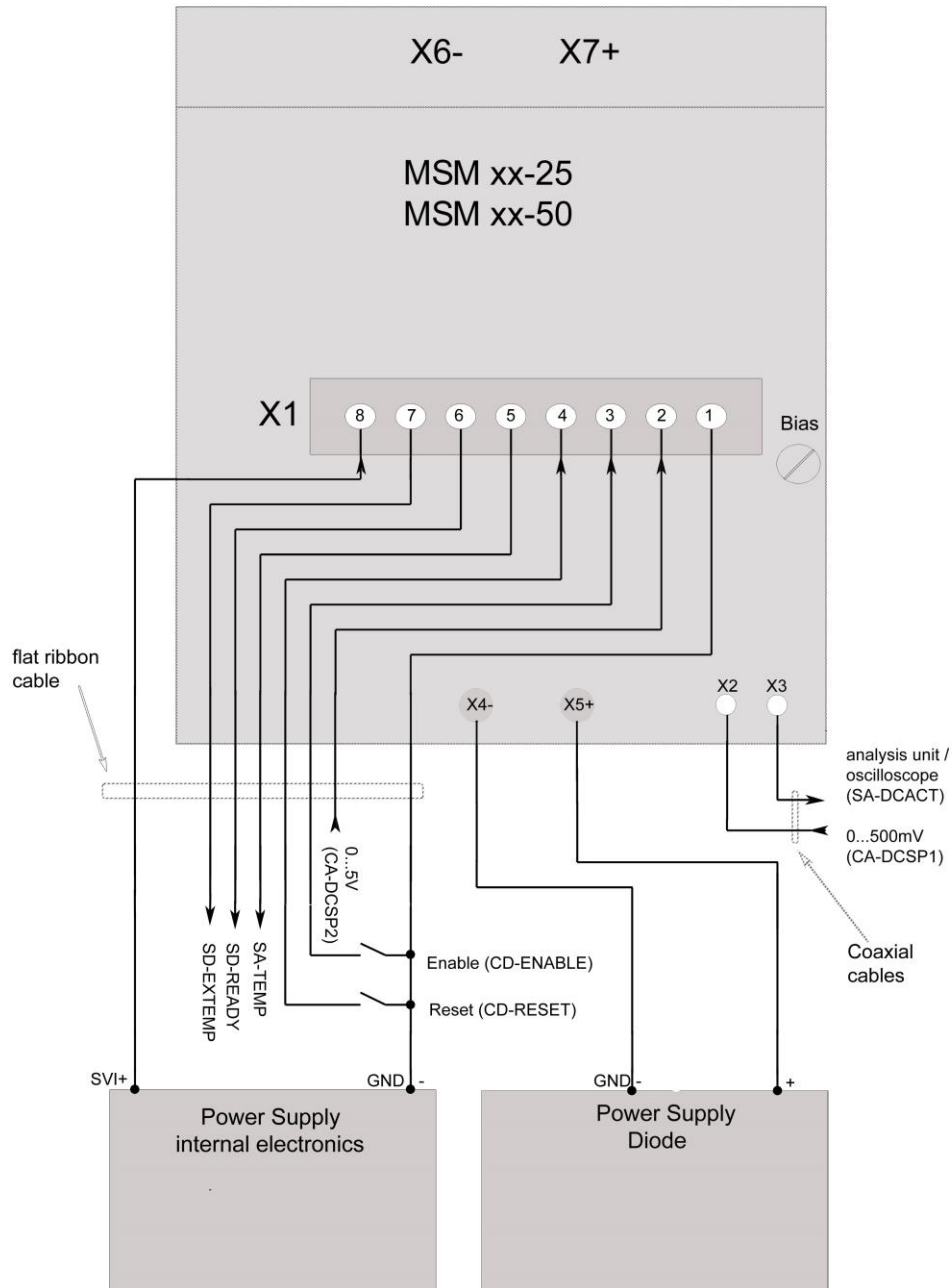 X6- X7+
MSM xx-25
MSM xx-50
X1
8 7 6 5 4 3 2 1
Bias
flat ribbon
cable
X4- X5+
X2 X3
analysis unit /
oscilloscope
(SA-DCACT)
0...500mV
(CA-DCSP1)
Coaxial
cables
0...5V
(CA-DCSP2)
SD-EXTEMP
SD-READY
SA-TEMP
Enable (CD-ENABLE)
Reset (CD-RESET)
SVI+ GND -
GND - +
Power Supply
internal electronics
Power Supply
Diode